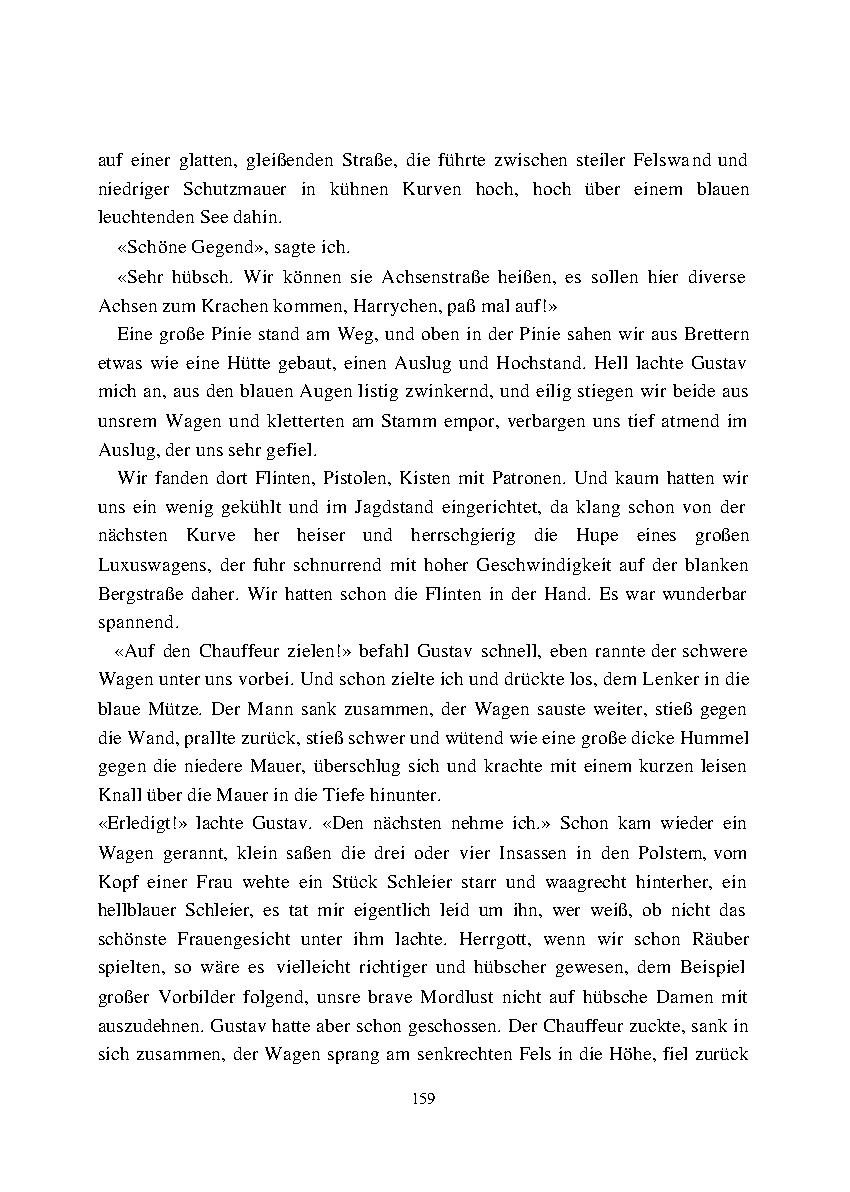 auf einer glatten, gleißenden Straße, die führte zwischen steiler Felswand und
niedriger Schutzmauer in kühnen Kurven hoch, hoch über einem blauen
leuchtenden See dahin.
«Schöne Gegend», sagte ich.
«Sehr hübsch. Wir können sie Achsenstraße heißen, es sollen hier diverse
Achsen zum Krachen kommen, Harrychen, paß mal auf!»
Eine große Pinie stand am Weg, und oben in der Pinie sahen wir aus Brettern
etwas wie eine Hütte gebaut, einen Auslug und Hochstand. Hell lachte Gustav
mich an, aus den blauen Augen listig zwinkernd, und eilig stiegen wir beide aus
unsrem Wagen und kletterten am Stamm empor, verbargen uns tief atmend im
Auslug, der uns sehr gefiel.
Wir fanden dort Flinten, Pistolen, Kisten mit Patronen. Und kaum hatten wir
uns ein wenig gekühlt und im Jagdstand eingerichtet, da klang schon von der
nächsten Kurve her heiser und herrschgierig die Hupe eines großen
Luxuswagens, der fuhr schnurrend mit hoher Geschwindigkeit auf der blanken
Bergstraße daher. Wir hatten schon die Flinten in der Hand. Es war wunderbar
spannend.
«Auf den Chauffeur zielen!» befahl Gustav schnell, eben rannte der schwere
Wagen unter uns vorbei. Und schon zielte ich und drückte los, dem Lenker in die
blaue Mütze. Der Mann sank zusammen, der Wagen sauste weiter, stieß gegen
die Wand, prallte zurück, stieß schwer und wütend wie eine große dicke Hummel
gegen die niedere Mauer, überschlug sich und krachte mit einem kurzen leisen
Knall über die Mauer in die Tiefe hinunter.
«Erledigt!» lachte Gustav. «Den nächsten nehme ich.» Schon kam wieder ein
Wagen gerannt, klein saßen die drei oder vier Insassen in den Polstern, vom
Kopf einer Frau wehte ein Stück Schleier starr und waagrecht hinterher, ein
hellblauer Schleier, es tat mir eigentlich leid um ihn, wer weiß, ob nicht das
schönste Frauengesicht unter ihm lachte. Herrgott, wenn wir schon Räuber
spielten, so wäre es vielleicht richtiger und hübscher gewesen, dem Beispiel
großer Vorbilder folgend, unsre brave Mordlust nicht auf hübsche Damen mit
auszudehnen. Gustav hatte aber schon geschossen. Der Chauffeur zuckte, sank in
sich zusammen, der Wagen sprang am senkrechten Fels in die Höhe, fiel zurück
159